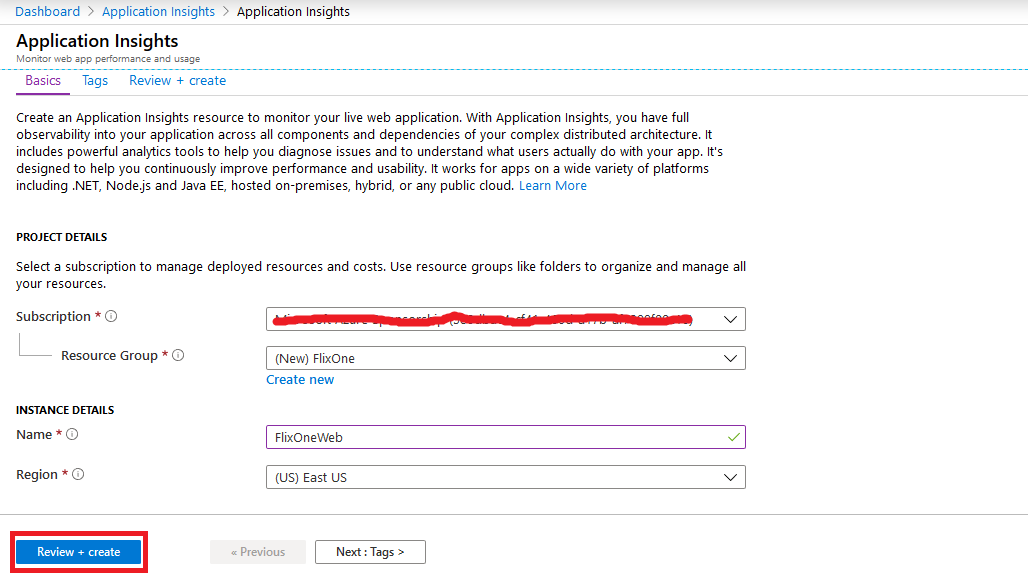 Dashboard > Application Insights > Application Insights
Application Insights
Monitor web app performance and usage
Basics Tags Review + create
Create an Application Insights resource to monitor your live web application. With Application Insights, you have full
observability into your application across all components and dependencies of your complex distributed architecture. It
includes powerful analytics tools to help you diagnose issues and to understand what users actually do with your app. It's
designed to help you continuously improve performance and usability. It works for apps on a wide variety of platforms
including .NET, Node.js and Java EE, hosted on-premises, hybrid, or any public cloud. Learn More
PROJECT DETAILS
Select a subscription to manage deployed resources and costs. Use resource groups like folders to organize and manage all
your resources.
Subscription *
Resource Group *
(New) FlixOne
Create new
INSTANCE DETAILS
Name *
FlixOneWeb
Region *
(US) East US
Review + create
« Previous
Next : Tags >